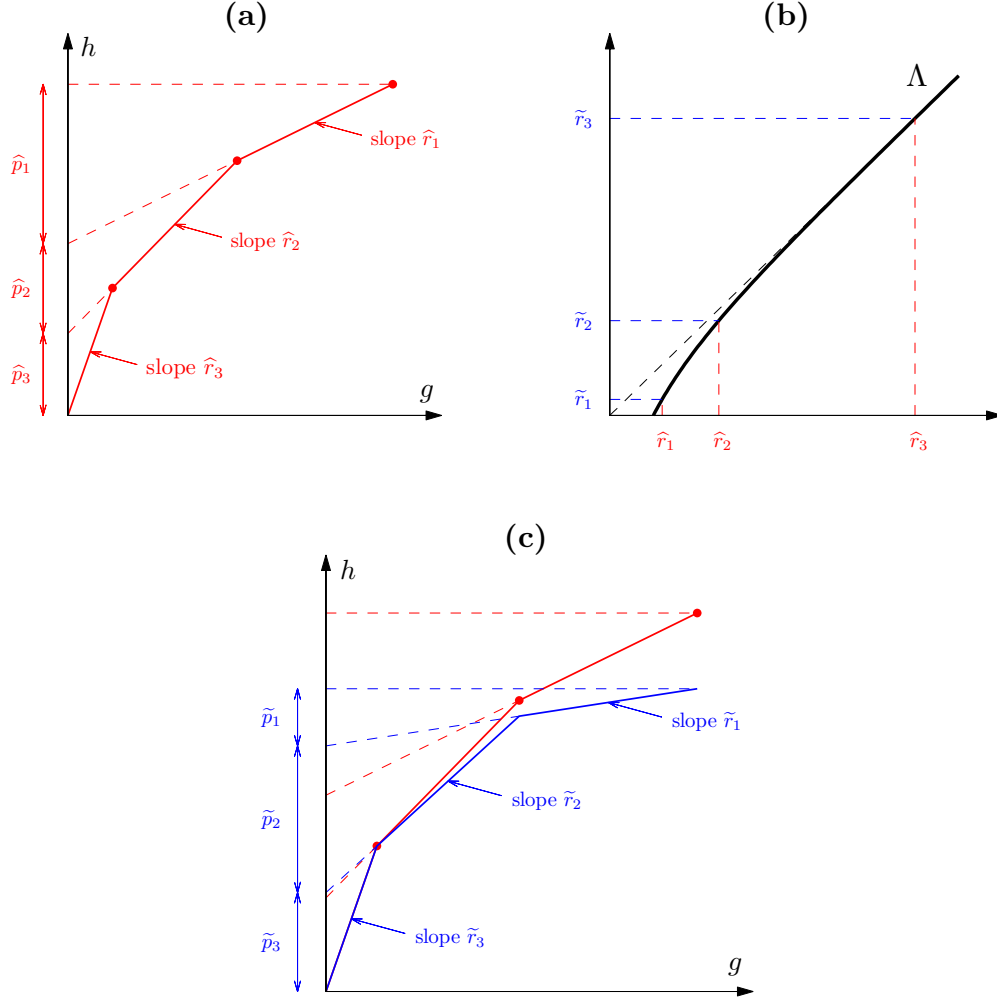 (a)
h
p̂₁
slope r̂₁
slope r̂₂
p̂₂
p̂₃
slope r̂₃
g
(b)
Λ
r̃₃
r̃₂
r̃₁
r̂₁ r̂₂ r̂₃
(c)
h
p̃₁
slope r̃₁
p̃₂
slope r̃₂
p̃₃
slope r̃₃
g